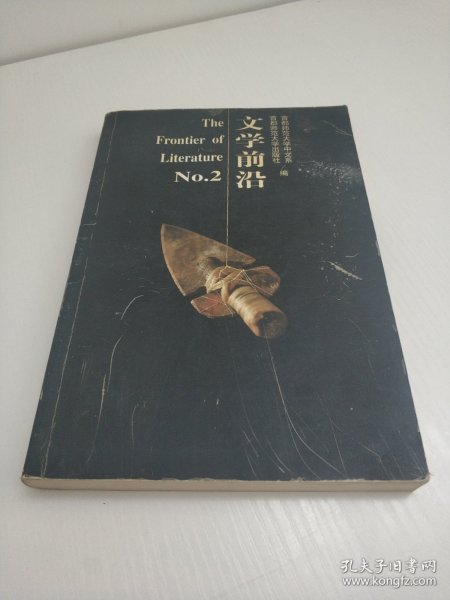 The
Frontier of
Literature
No.2
文学前沿
首都师范大学中文系
首都师范大学出版社
编
孔夫子旧书网
www.kongfz.com